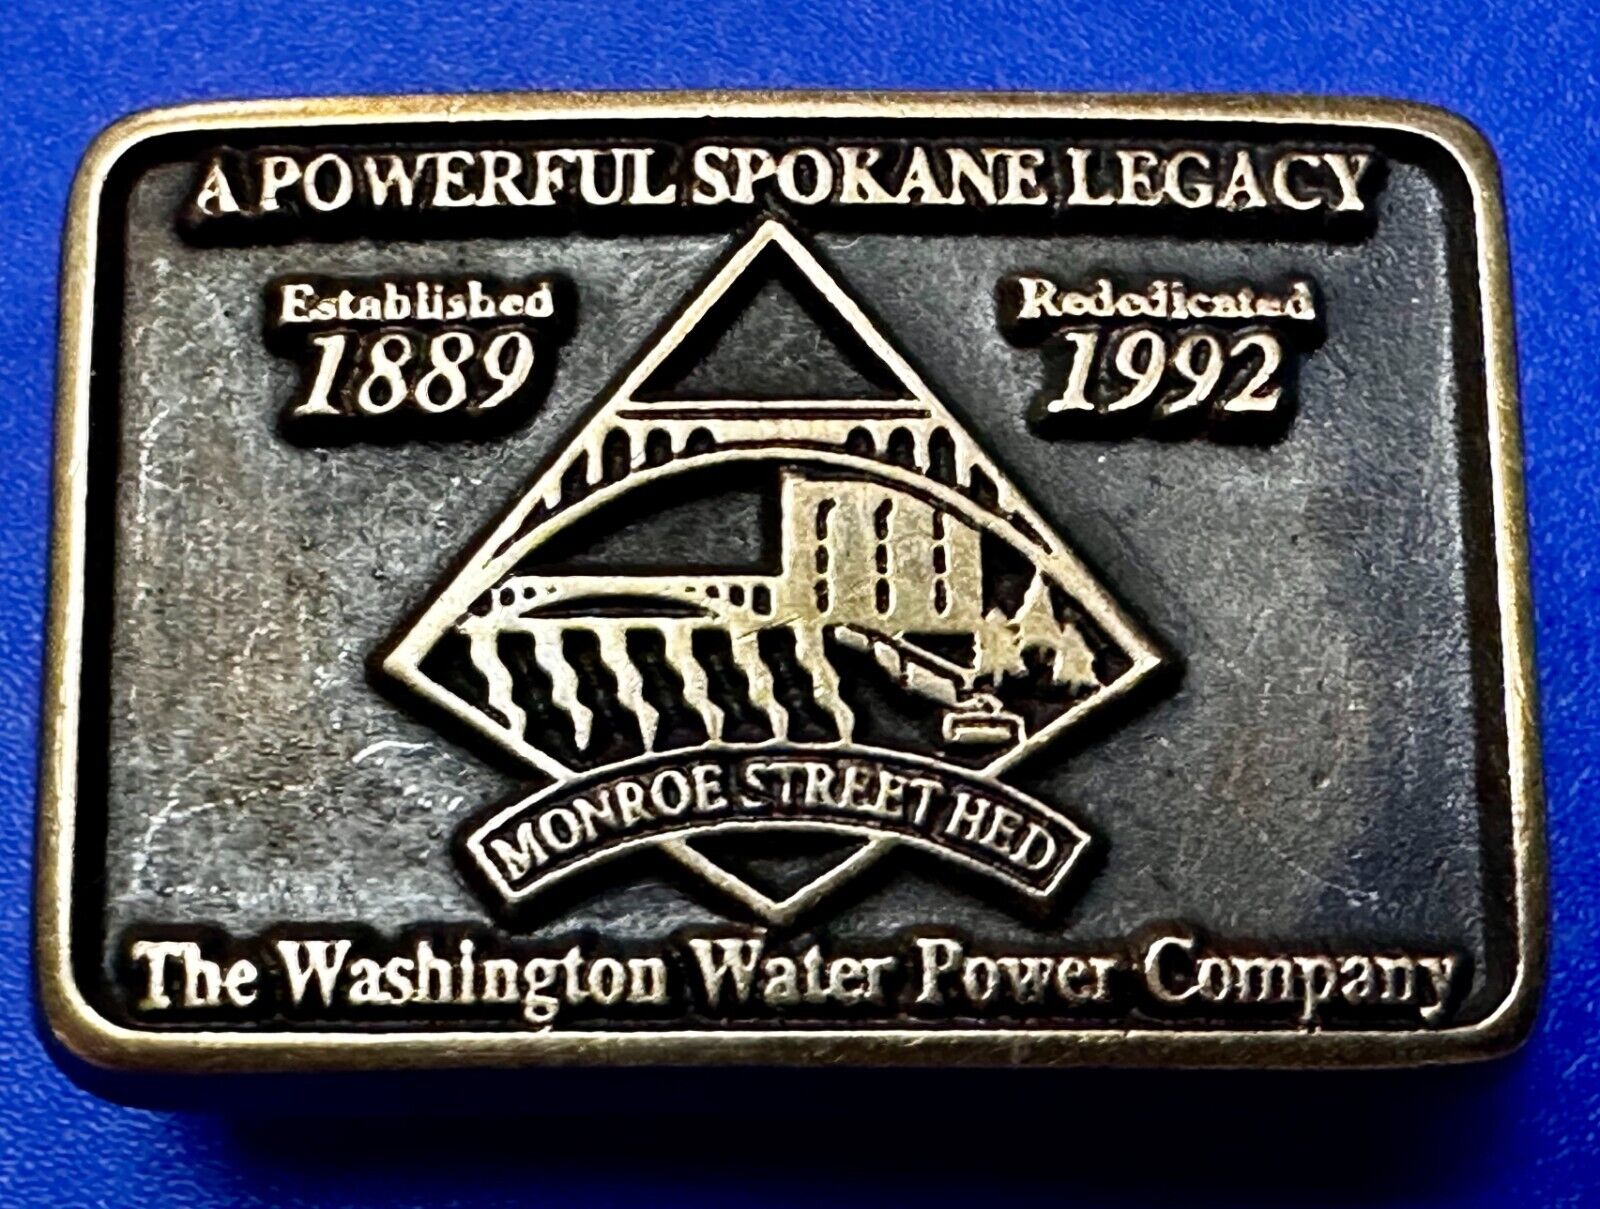 A POWERFUL SPOKANE LEGACY
Established
1889
Rededicated
1992
MONROE STREET HED
The Washington Water Power Company